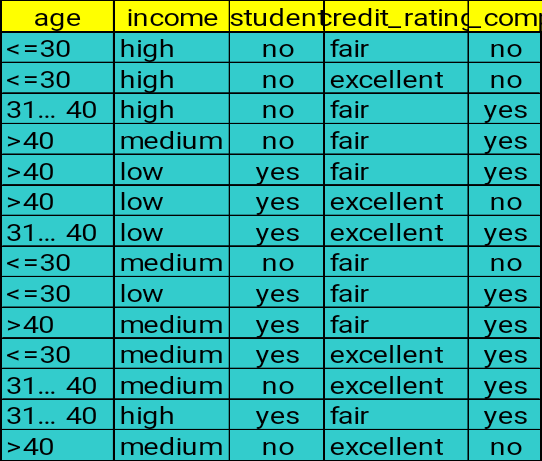 age income student credit_rating _comp
<=30 high no fair no
<=30 high no excellent no
31… 40 high no fair yes
>40 medium no fair yes
>40 low yes fair yes
>40 low yes excellent no
31… 40 low yes excellent yes
<=30 medium no fair no
<=30 low yes fair yes
>40 medium yes fair yes
<=30 medium yes excellent yes
31… 40 medium no excellent yes
31… 40 high yes fair yes
>40 medium no excellent no